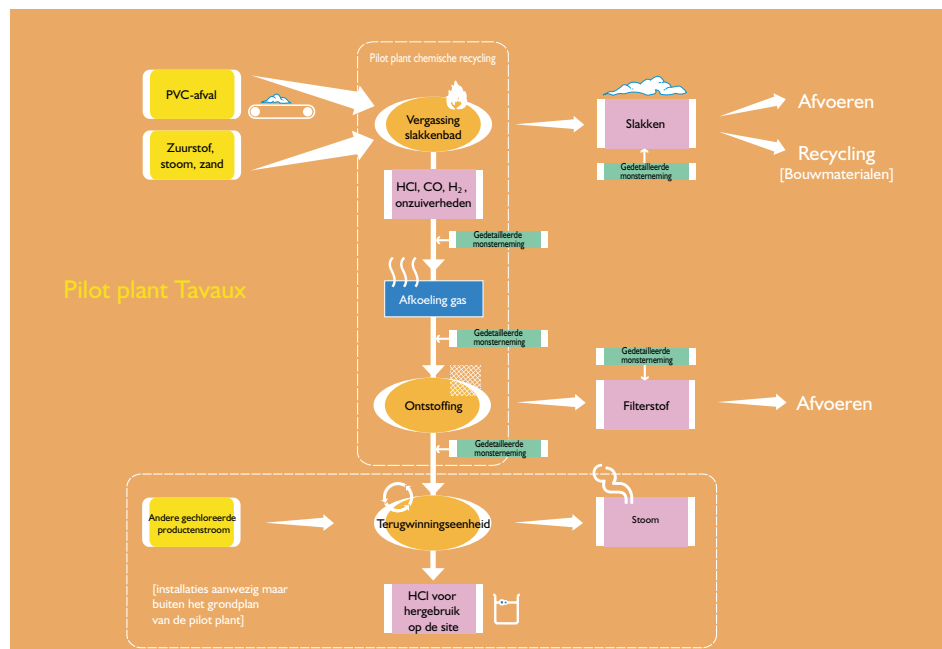 Pilot plant chemische recycling
PVC-afval
Zuurstof,
stoom, zand
Vergassing
slakkenbad
Slakken
Gedetailleerde
monsterneming
Afvoeren
Recycling
[Bouwmaterialen]
HCl, CO, H₂,
onzuiverheden
Gedetailleerde
monsterneming
Pilot plant Tavaux
Afkoeling gas
Gedetailleerde
monsterneming
Gedetailleerde
monsterneming
Ontstoffing
Filterstof
Afvoeren
Gedetailleerde
monsterneming
Andere gechloreerde
productenstroom
Terugwinningseenheid
Stoom
[installaties aanwezig maar
buiten het grondplan
van de pilot plant]
HCl voor
hergebruik
op de site